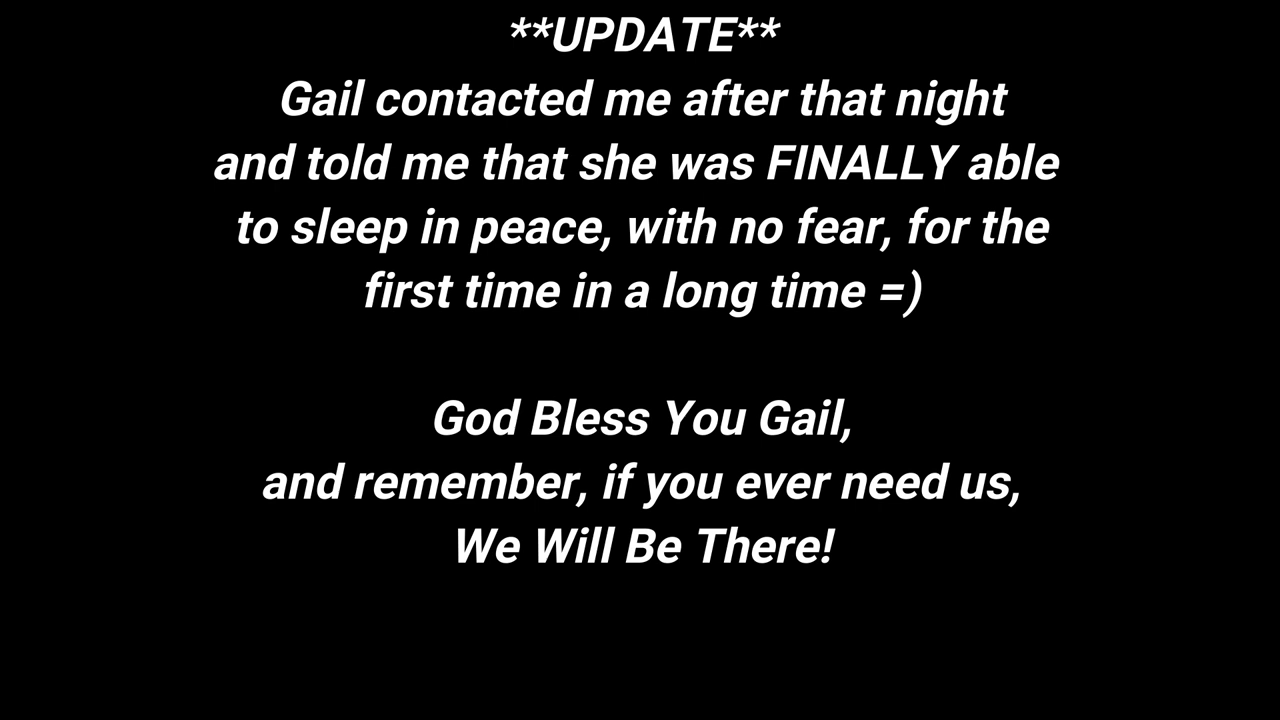 **UPDATE**
Gail contacted me after that night
and told me that she was FINALLY able
to sleep in peace, with no fear, for the
first time in a long time =)
God Bless You Gail,
and remember, if you ever need us,
We Will Be There!